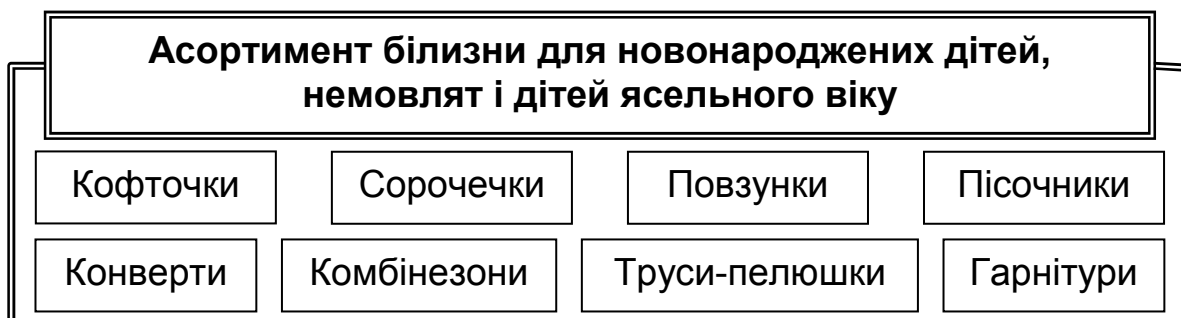 Асортимент білизни для новонароджених дітей,
немовлят і дітей ясельного віку
Кофточки Сорочечки Повзунки Пісочники
Конверти Комбінезони Труси-пелюшки Гарнітури